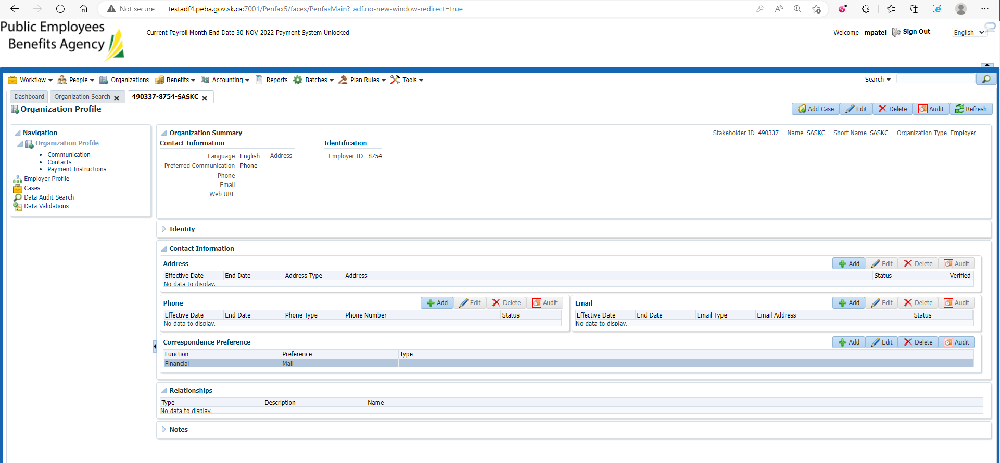 Not secure | testadf4.peba.gov.sk.ca:7001/Penfax5/faces/PenfaxMain?_adf.no-new-window-redirect=true
Public Employees
Benefits Agency
Current Payroll Month End Date 30-NOV-2022 Payment System Unlocked
Welcome mpatel Sign Out English
Workflow People Organizations Benefits Accounting Reports Batches Plan Rules Tools Search
Dashboard Organization Search 490337-8754-SASKC
Organization Profile
Add Case Edit Delete Audit Refresh
Navigation
Organization Profile
Communication
Contacts
Payment Instructions
Employer Profile
Cases
Data Audit Search
Data Validations
Organization Summary
Stakeholder ID 490337 Name SASKC Short Name SASKC Organization Type Employer
Contact Information Identification
Language English Address Employer ID 8754
Preferred Communication Phone
Phone
Email
Web URL
Identity
Contact Information
Address Add Edit Delete Audit
Effective Date End Date Address Type Address Status Verified
No data to display.
Phone Add Edit Delete Audit
Effective Date End Date Phone Type Phone Number Status
No data to display.
Email Add Edit Delete Audit
Effective Date End Date Email Type Email Address Status
No data to display.
Correspondence Preference Add Edit Delete Audit
Function Preference Type
Financial Mail
Relationships
Type Description Name
No data to display.
Notes